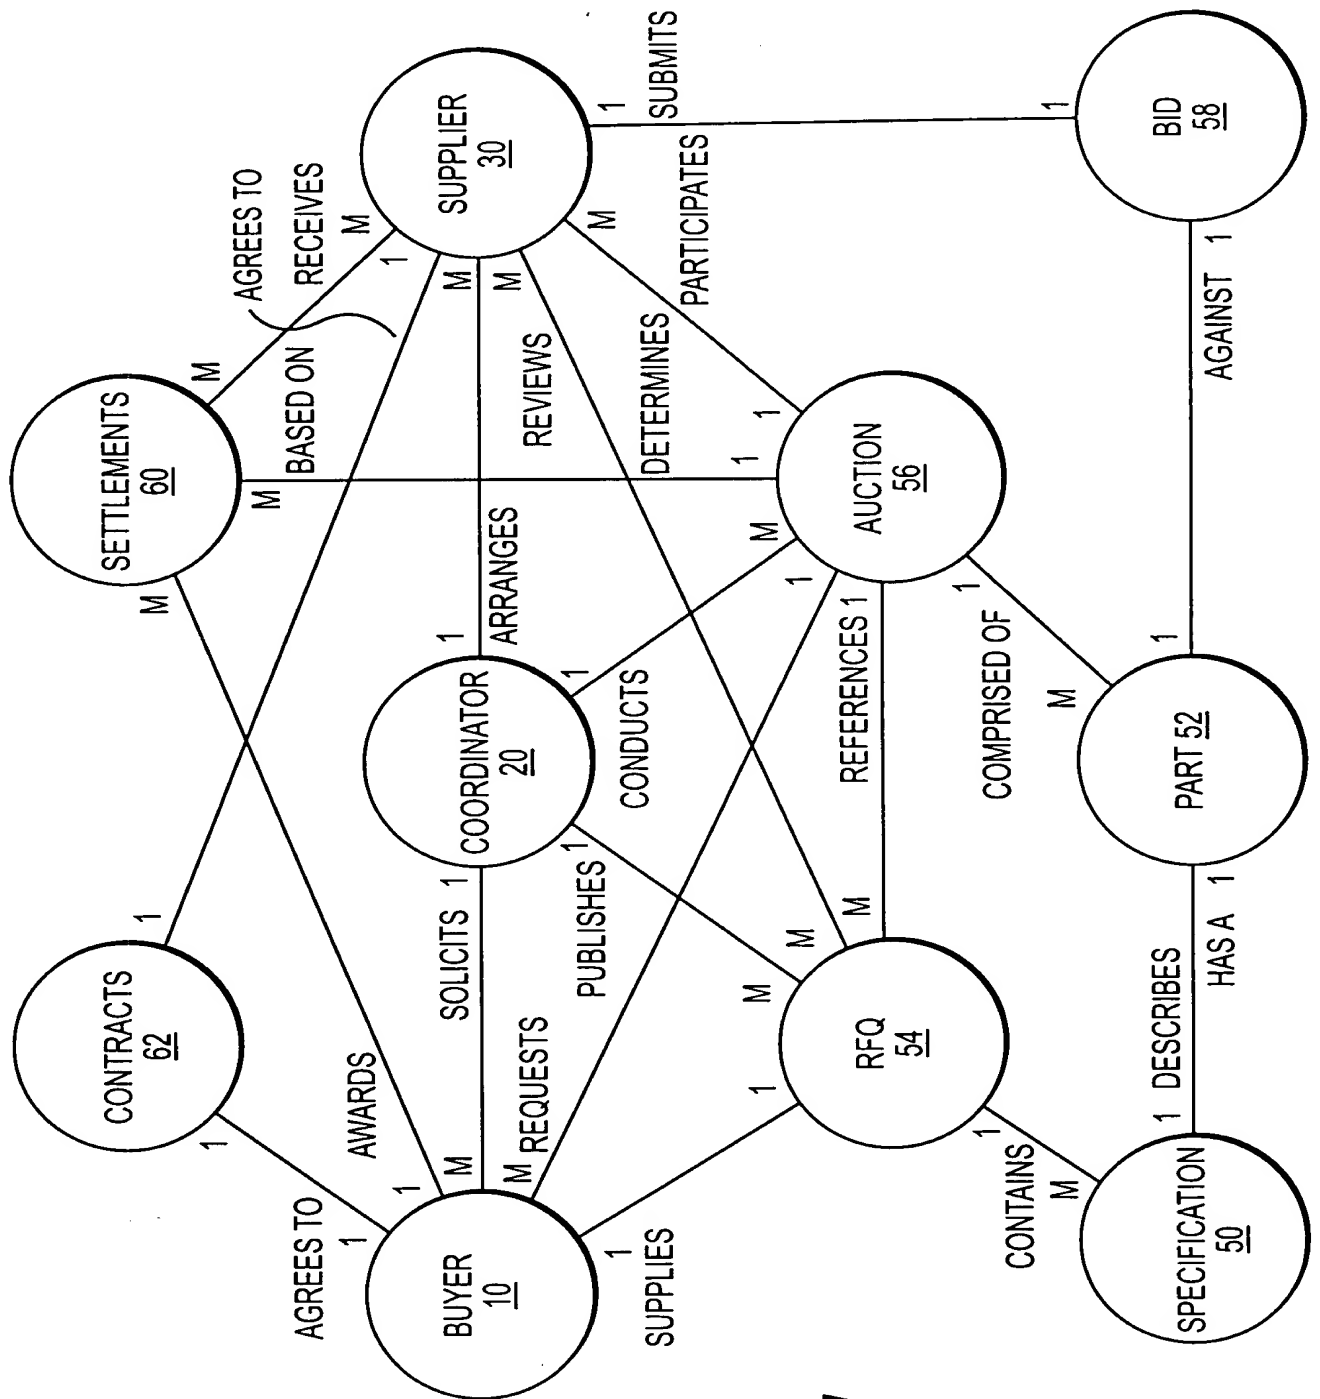 CONTRACTS
62
SETTLEMENTS
60
M
M
M
1
1
AGREES TO
RECEIVES
M
1
BASED ON
M
AGREES TO
1
AWARDS
1
BUYER
10
M
SOLICITS
1
COORDINATOR
20
1
ARRANGES
M
SUPPLIER
30
M
REVIEWS
M
REQUESTS
1
SUPPLIES
PUBLISHES
1
1
CONDUCTS
DETERMINES
PARTICIPATES
M
1
SUBMITS
1
M
M
1
M
1
1
RFQ
54
M
REFERENCES 1
AUCTION
56
1
CONTAINS
M
COMPRISED OF
M
1
1
DESCRIBES
1
1
SPECIFICATION
50
HAS A
1
PART 52
AGAINST
1
BID
58